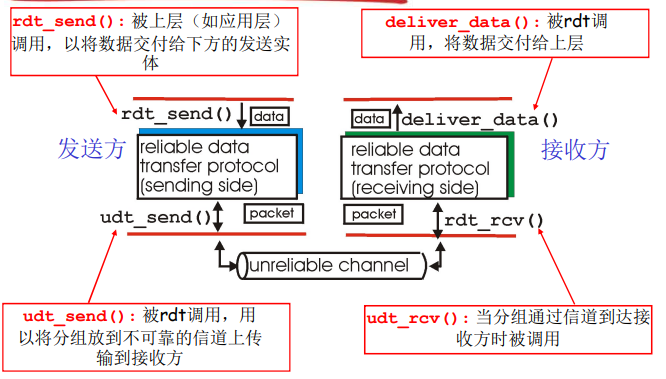 rdt_send()：被上层（如应用层）
调用，以将数据交付给下方的发送实
体
deliver_data()：被rdt调
用，将数据交付给上层
rdt_send()
data
data
deliver_data()
发送方
reliable data
transfer protocol
(sending side)
reliable data
transfer protocol
(receiving side)
接收方
udt_send()
packet
packet
rdt_rcv()
unreliable channel
udt_send()：被rdt调用，用
以将分组放到不可靠的信道上传
输到接收方
udt_rcv()：当分组通过信道到达接
收方时被调用